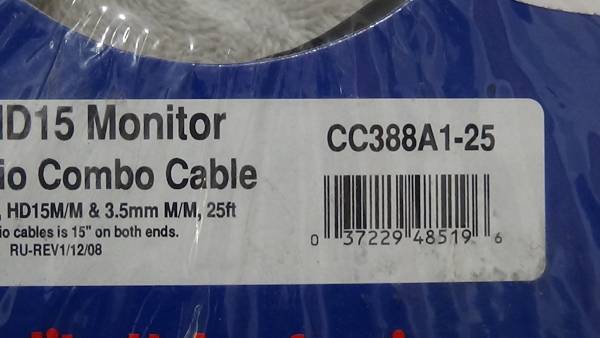 HD15 Monitor
io Combo Cable
, HD15M/M & 3.5mm M/M, 25ft
io cables is 15" on both ends.
RU-REV1/12/08
CC388A1-25
0 37229 48519 6